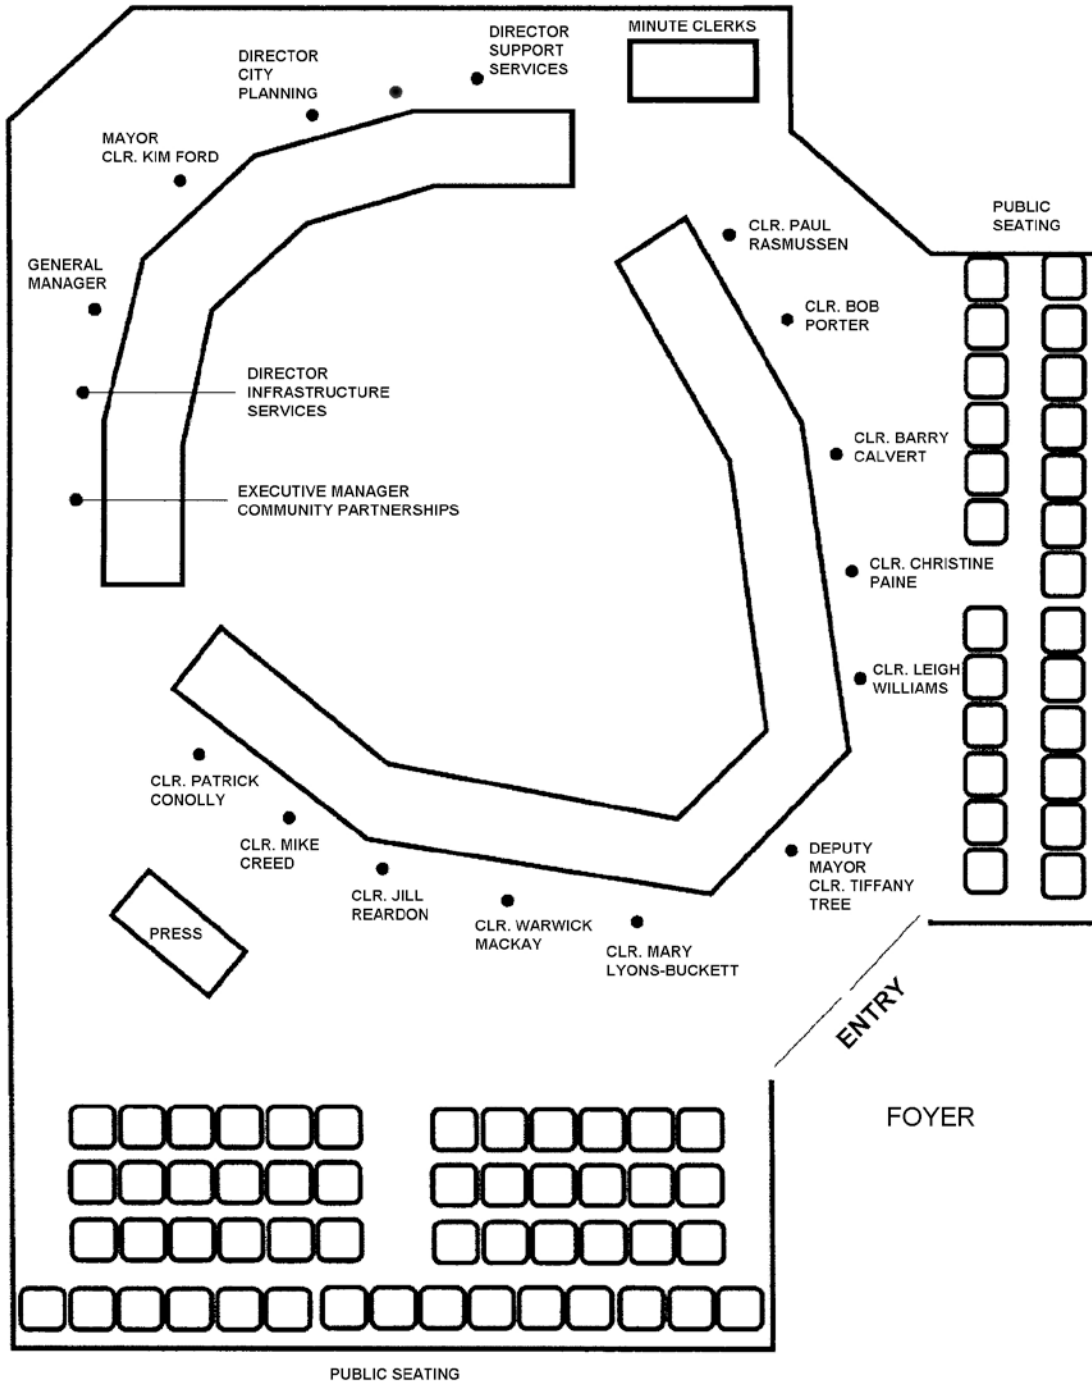 MINUTE CLERKS
DIRECTOR
SUPPORT
SERVICES
DIRECTOR
CITY
PLANNING
MAYOR
CLR. KIM FORD
GENERAL
MANAGER
DIRECTOR
INFRASTRUCTURE
SERVICES
EXECUTIVE MANAGER
COMMUNITY PARTNERSHIPS
CLR. PAUL
RASMUSSEN
CLR. BOB
PORTER
CLR. BARRY
CALVERT
CLR. CHRISTINE
PAINE
CLR. LEIGH
WILLIAMS
PUBLIC
SEATING
CLR. PATRICK
CONOLLY
CLR. MIKE
CREED
CLR. JILL
REARDON
CLR. WARWICK
MACKAY
CLR. MARY
LYONS-BUCKETT
DEPUTY
MAYOR
CLR. TIFFANY
TREE
PRESS
ENTRY
FOYER
PUBLIC SEATING